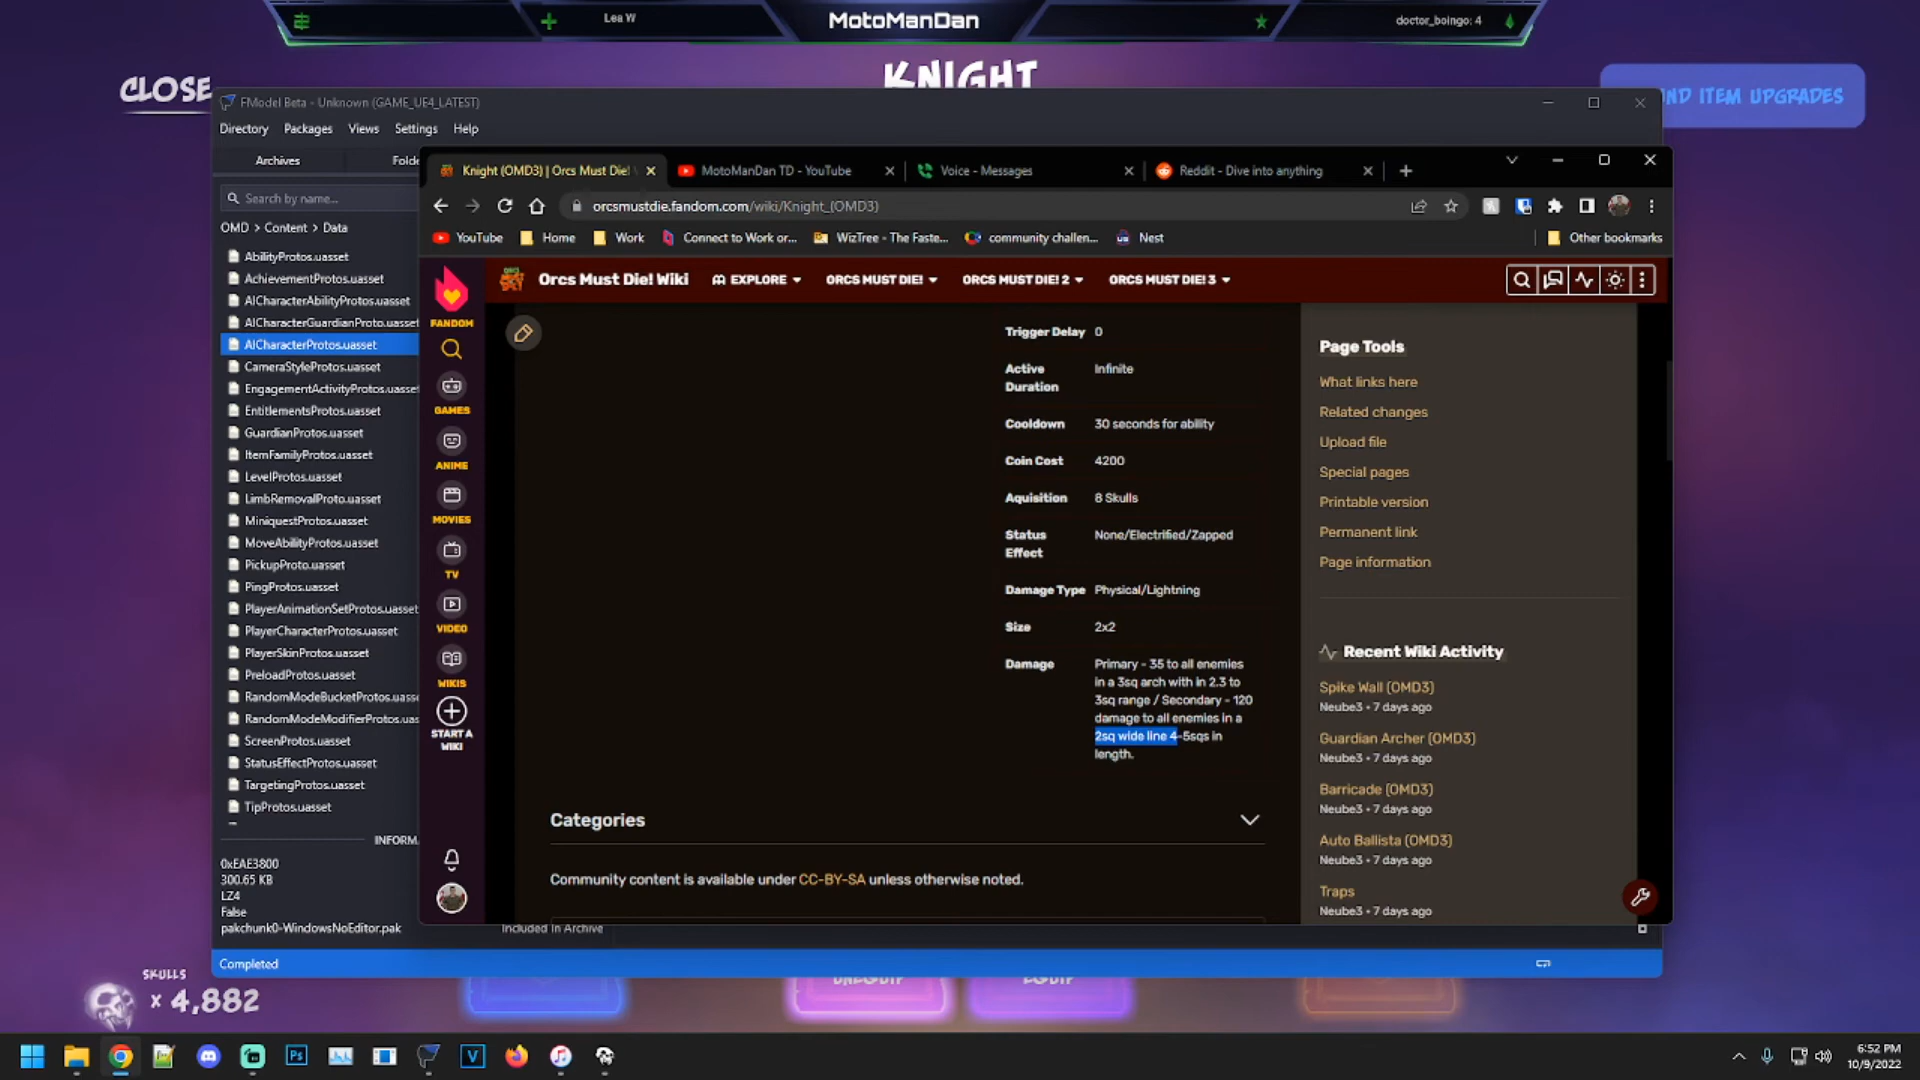 Lea W
MotoManDan
doctor_boingo: 4
CLOSE
KNIGHT
ND ITEM UPGRADES
FModel Beta - Unknown (GAME_UE4_LATEST)
Directory
Packages
Views
Settings
Help
Archives
Folde
Search by name...
OMD > Content > Data
AbilityProtos.uasset
AchievementProtos.uasset
AICharacterAbilityProtos.uasset
AICharacterGuardianProto.uasset
AICharacterProtos.uasset
CameraStyleProtos.uasset
EngagementActivityProtos.uasset
EntitlementsProtos.uasset
GuardianProtos.uasset
ItemFamilyProtos.uasset
LevelProtos.uasset
LimbRemovalProto.uasset
MiniquestProtos.uasset
MoveAbilityProtos.uasset
PickupProto.uasset
PingProtos.uasset
PlayerAnimationSetProtos.uasset
PlayerCharacterProtos.uasset
PlayerSkinProtos.uasset
PreloadProtos.uasset
RandomModeBucketProtos.uasse
RandomModeModifierProtos.uas
ScreenProtos.uasset
StatusEffectProtos.uasset
TargetingProtos.uasset
TipProtos.uasset
INFORM
0xEAE3800
300.65 KB
LZ4
False
pakchunk0-WindowsNoEditor.pak
Included In Archive
Completed
Knight (OMD3) | Orcs Must Die!
MotoManDan TD - YouTube
Voice - Messages
Reddit - Dive into anything
orcsmustdie.fandom.com/wiki/Knight_(OMD3)
YouTube
Home
Work
Connect to Work or...
WizTree - The Faste...
community challen...
Nest
Other bookmarks
Orcs Must Die! Wiki
EXPLORE
ORCS MUST DIE!
ORCS MUST DIE! 2
ORCS MUST DIE! 3
FANDOM
GAMES
ANIME
MOVIES
TV
VIDEO
WIKIS
START A
WIKI
Trigger Delay 0
Active
Duration
Infinite
Cooldown 30 seconds for ability
Coin Cost 4200
Aquisition 8 Skulls
Status
Effect
None/Electrified/Zapped
Damage Type Physical/Lightning
Size 2x2
Damage Primary - 35 to all enemies
in a 3sq arch with in 2.3 to
3sq range / Secondary - 120
damage to all enemies in a
2sq wide line 4-5sqs in
length.
Categories
Community content is available under CC-BY-SA unless otherwise noted.
Page Tools
What links here
Related changes
Upload file
Special pages
Printable version
Permanent link
Page information
Recent Wiki Activity
Spike Wall (OMD3)
Neube3 • 7 days ago
Guardian Archer (OMD3)
Neube3 • 7 days ago
Barricade (OMD3)
Neube3 • 7 days ago
Auto Ballista (OMD3)
Neube3 • 7 days ago
Traps
Neube3 • 7 days ago
SKULLS
× 4,882
UNEQUIP
EQUIP
Ps
V
6:52 PM
10/9/2022